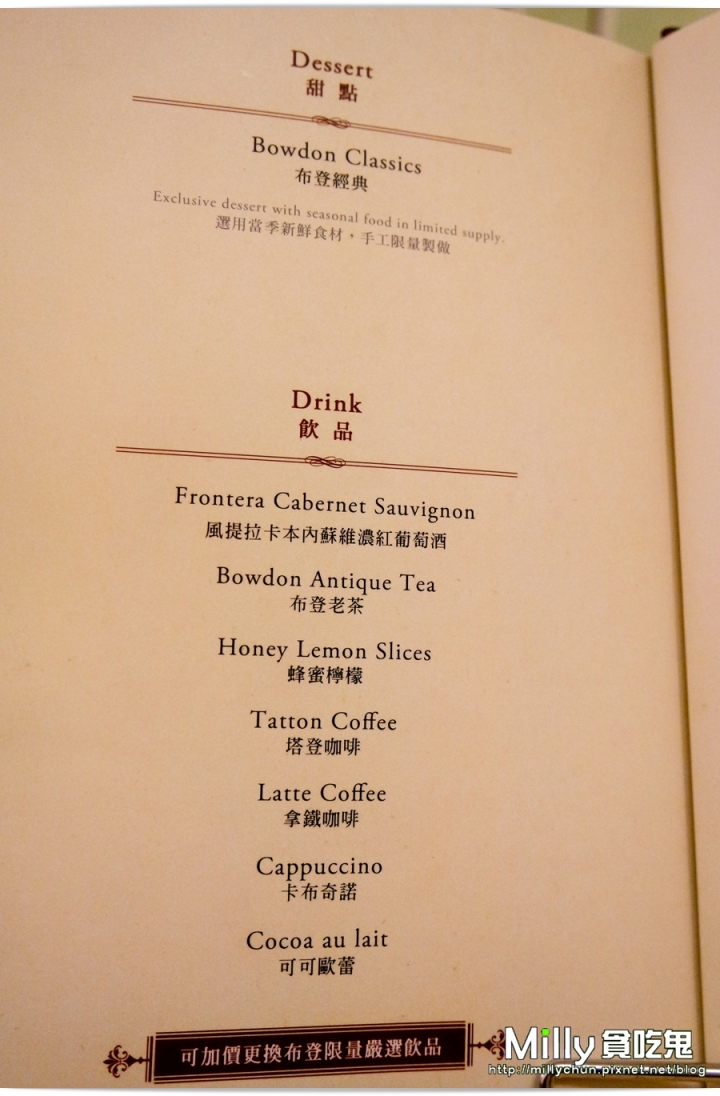 Dessert
甜 點
Bowdon Classics
布登經典
Exclusive dessert with seasonal food in limited supply.
選用當季新鮮食材，手工限量製做
Drink
飲 品
Frontera Cabernet Sauvignon
風提拉卡本內蘇維濃紅葡萄酒
Bowdon Antique Tea
布登老茶
Honey Lemon Slices
蜂蜜檸檬
Tatton Coffee
塔登咖啡
Latte Coffee
拿鐵咖啡
Cappuccino
卡布奇諾
Cocoa au lait
可可歐蕾
可加價更換布登限量嚴選飲品
Milly貪吃鬼
http://millychun.pixnet.net/blog